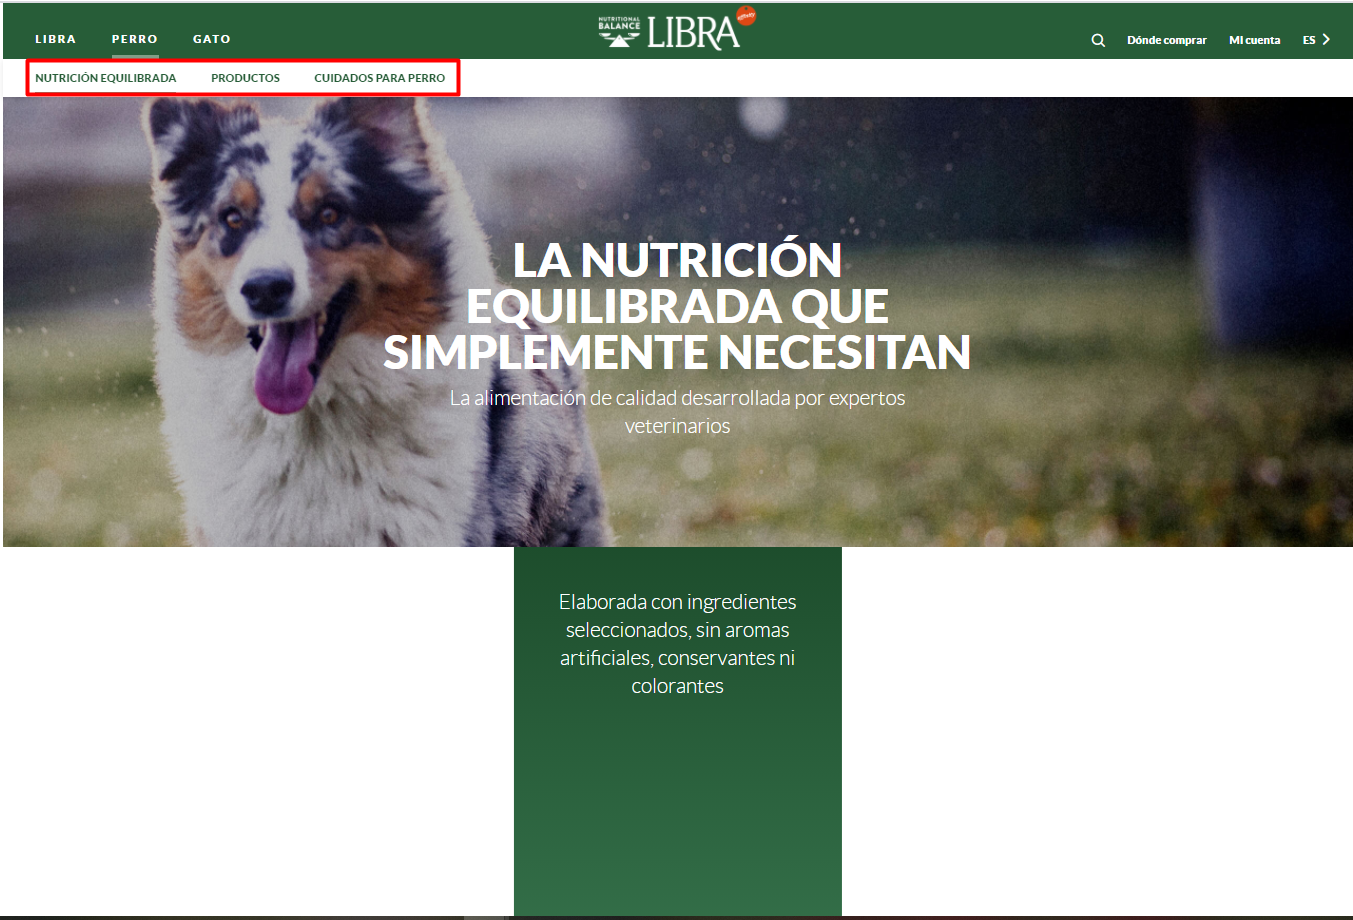 LIBRA PERRO GATO
NUTRITIONAL
BALANCE
LIBRA
affinity
Dónde comprar Mi cuenta ES
NUTRICIÓN EQUILIBRADA PRODUCTOS CUIDADOS PARA PERRO
LA NUTRICIÓN
EQUILIBRADA QUE
SIMPLEMENTE NECESITAN
La alimentación de calidad desarrollada por expertos
veterinarios
Elaborada con ingredientes
seleccionados, sin aromas
artificiales, conservantes ni
colorantes